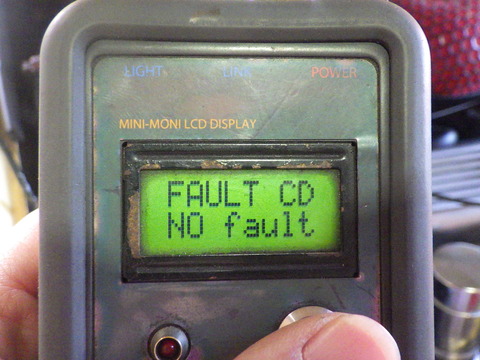 LIGHT LINK POWER
MINI-MONI LCD DISPLAY
FAULT CD
NO fault